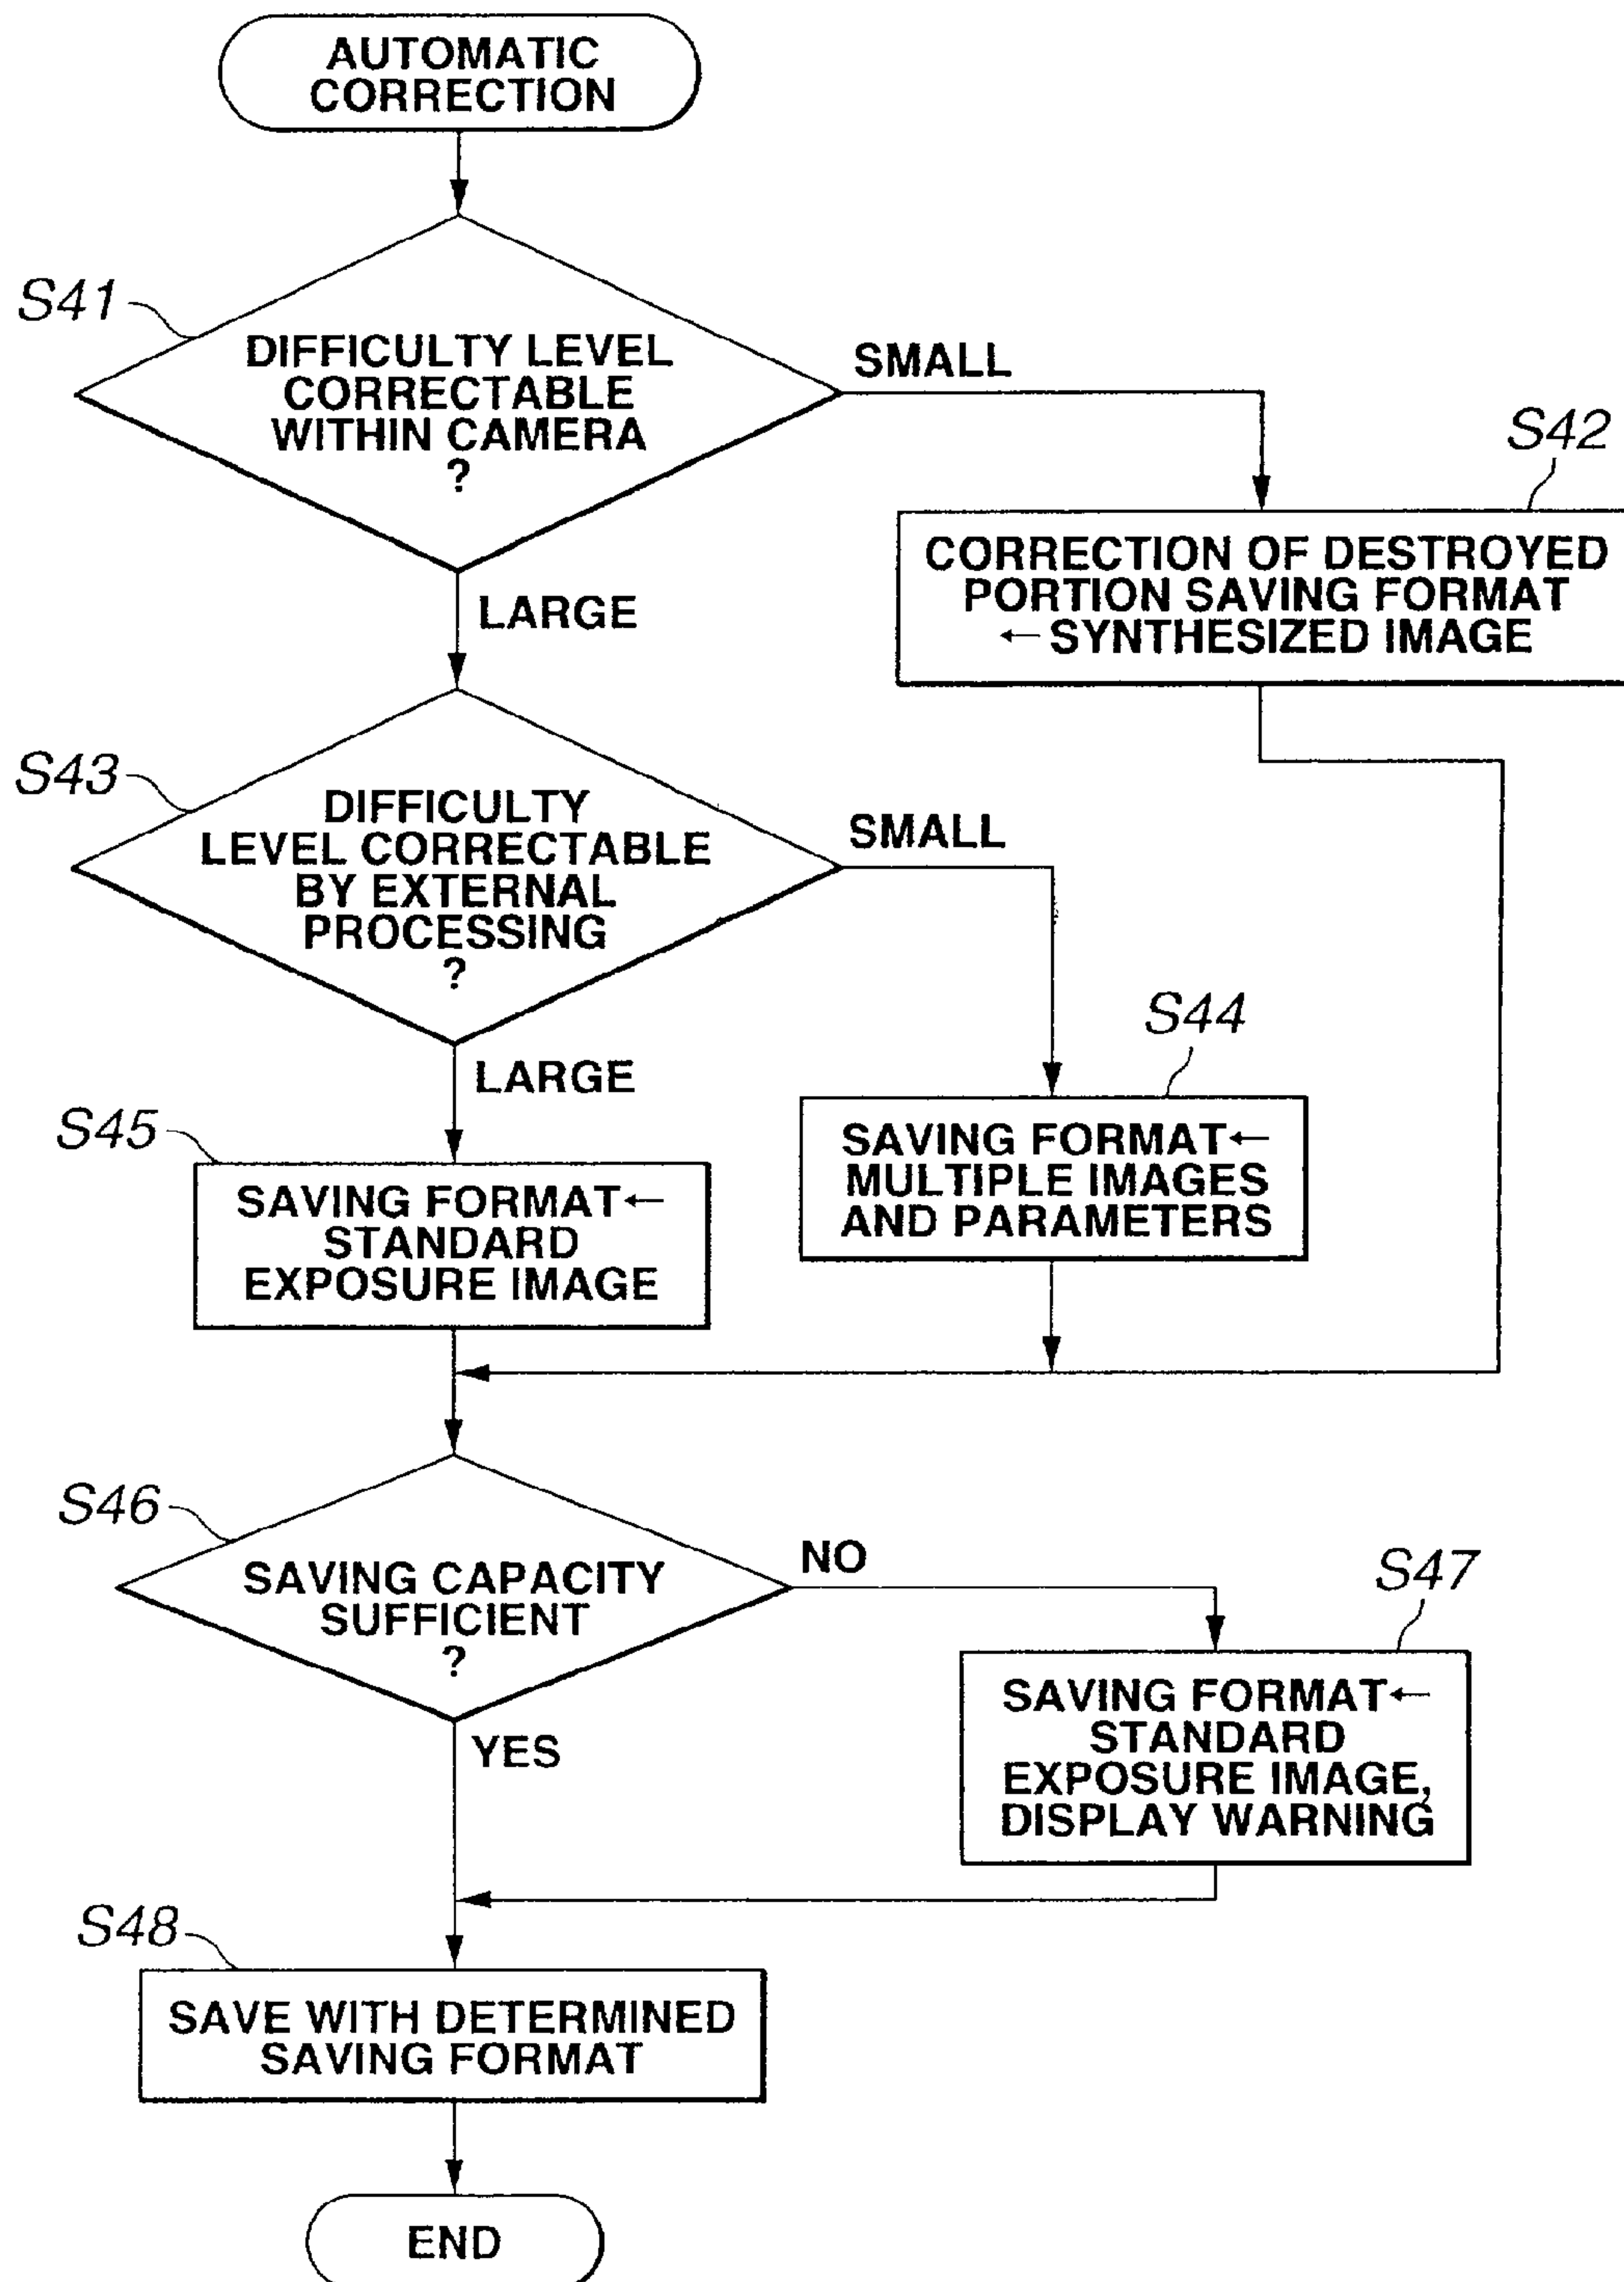 AUTOMATIC
CORRECTION
S41
DIFFICULTY LEVEL
CORRECTABLE
WITHIN CAMERA
?
SMALL
S42
CORRECTION OF DESTROYED
PORTION SAVING FORMAT
← SYNTHESIZED IMAGE
LARGE
S43
DIFFICULTY
LEVEL CORRECTABLE
BY EXTERNAL
PROCESSING
?
SMALL
S44
SAVING FORMAT←
MULTIPLE IMAGES
AND PARAMETERS
LARGE
S45
SAVING FORMAT←
STANDARD
EXPOSURE IMAGE
S46
SAVING CAPACITY
SUFFICIENT
?
NO
S47
SAVING FORMAT←
STANDARD
EXPOSURE IMAGE,
DISPLAY WARNING
YES
S48
SAVE WITH DETERMINED
SAVING FORMAT
END